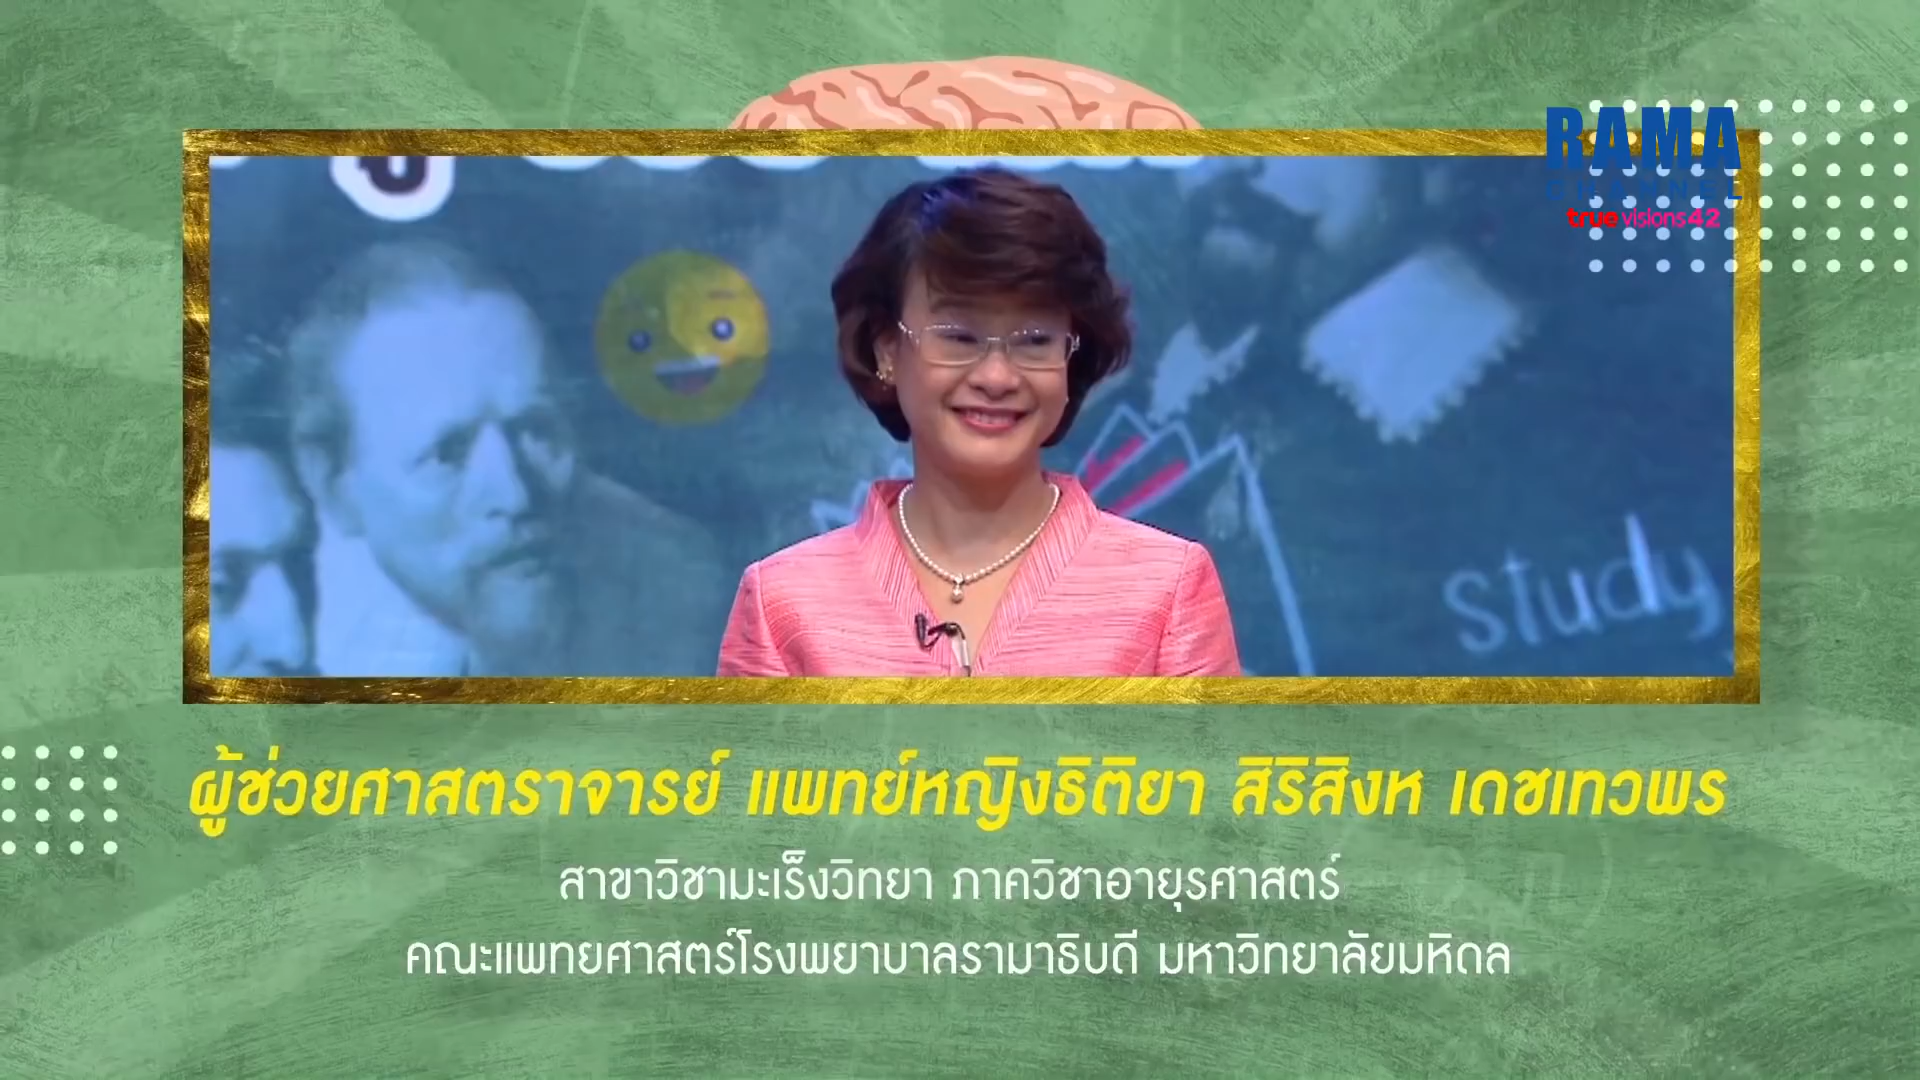 RAMA
CHANNEL
true visions 42
study
ผู้ช่วยศาสตราจารย์ แพทย์หญิงธิติยา สิริสิงห เดชเทวพร
สาขาวิชามะเร็งวิทยา ภาควิชาอายุรศาสตร์
คณะแพทยศาสตร์โรงพยาบาลรามาธิบดี มหาวิทยาลัยมหิดล